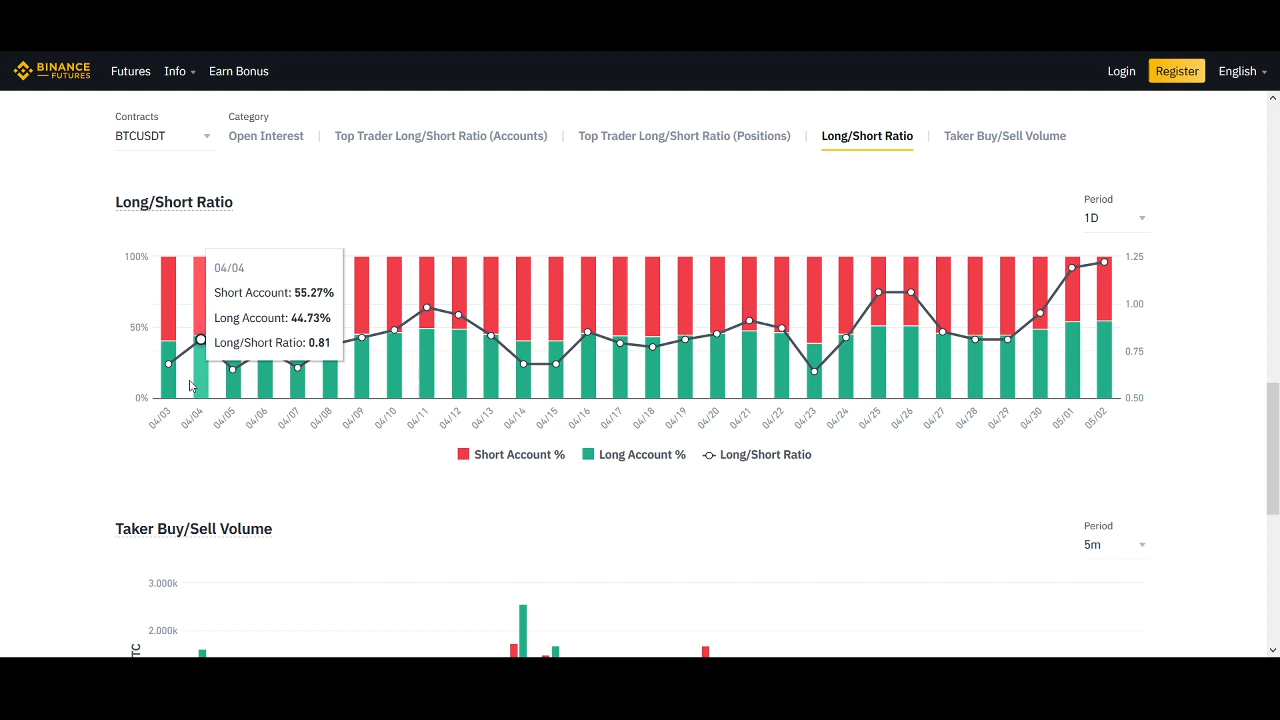 BINANCE
FUTURES
Futures Info Earn Bonus Login Register English
Contracts Category
BTCUSDT Open Interest Top Trader Long/Short Ratio (Accounts) Top Trader Long/Short Ratio (Positions) Long/Short Ratio Taker Buy/Sell Volume
Long/Short Ratio
Period
1D
100% 1.25
04/04
Short Account: 55.27%
1.00
Long Account: 44.73%
50%
Long/Short Ratio: 0.81
0.75
0% 0.50
04/03 04/04 04/05 04/06 04/07 04/08 04/09 04/10 04/11 04/12 04/13 04/14 04/15 04/16 04/17 04/18 04/19 04/20 04/21 04/22 04/23 04/24 04/25 04/26 04/27 04/28 04/29 04/30 05/01 05/02
Short Account % Long Account % Long/Short Ratio
Taker Buy/Sell Volume
Period
5m
3.000k
2.000k
TC